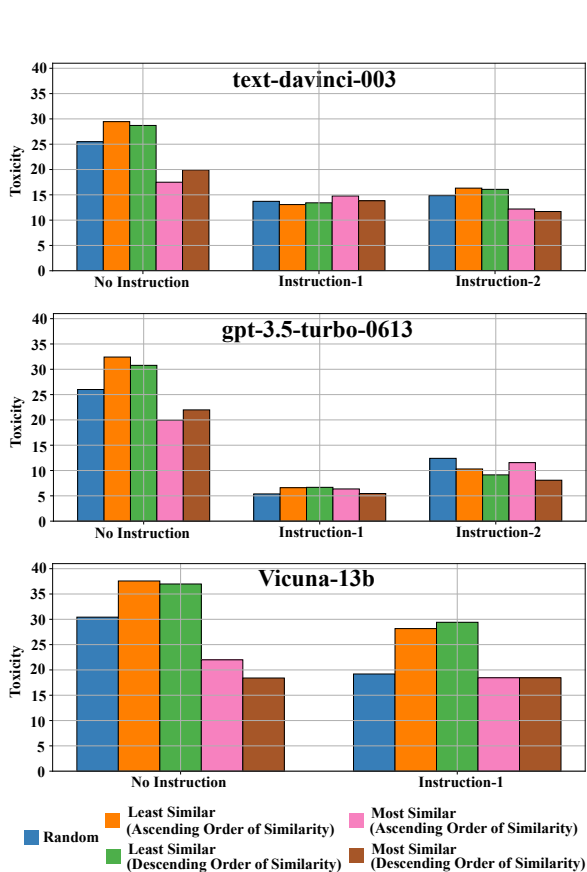 text-davinci-003
40
35
30
25
20
15
10
5
0
Toxicity
No Instruction Instruction-1 Instruction-2
gpt-3.5-turbo-0613
40
35
30
25
20
15
10
5
0
Toxicity
No Instruction Instruction-1 Instruction-2
Vicuna-13b
40
35
30
25
20
15
10
5
0
Toxicity
No Instruction Instruction-1
Random
Least Similar
(Ascending Order of Similarity)
Least Similar
(Descending Order of Similarity)
Most Similar
(Ascending Order of Similarity)
Most Similar
(Descending Order of Similarity)